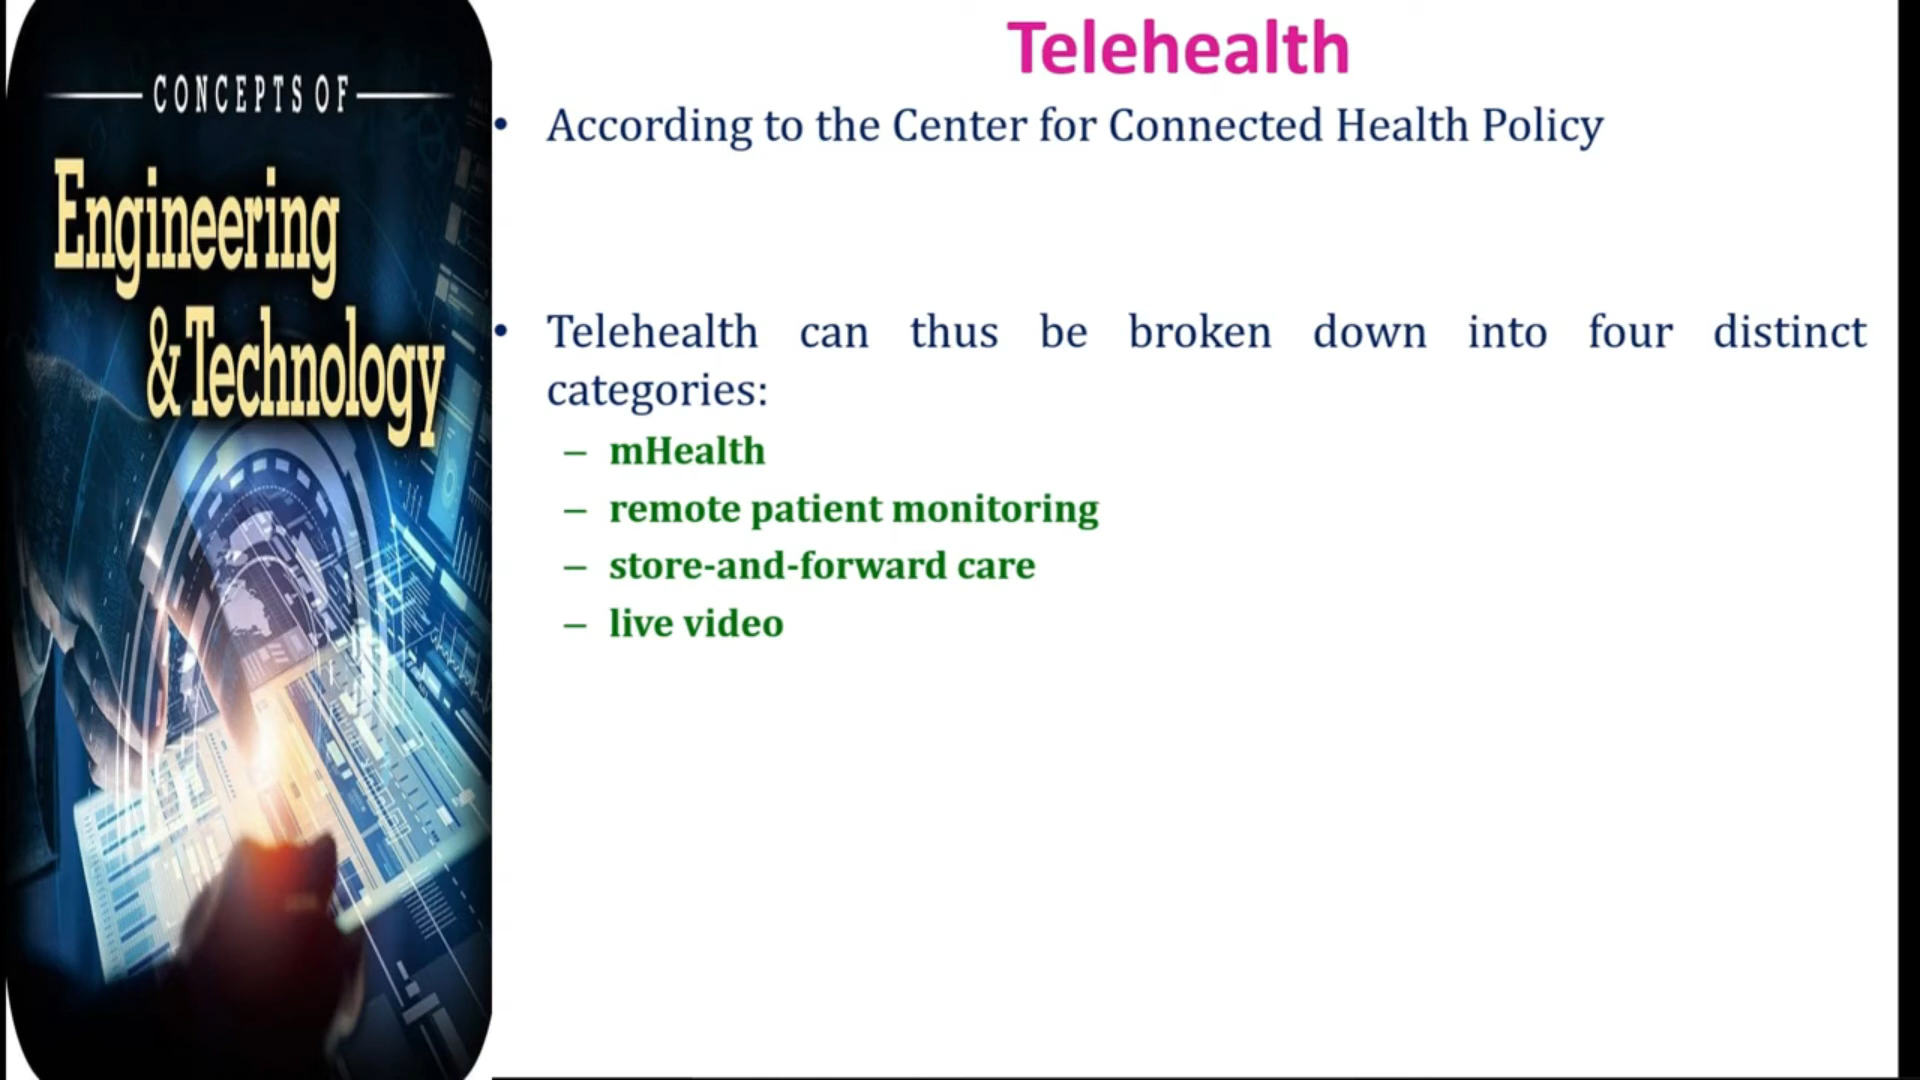 CONCEPTS OF
Engineering
& Technology
Telehealth
• According to the Center for Connected Health Policy
• Telehealth can thus be broken down into four distinct
categories:
– mHealth
– remote patient monitoring
– store-and-forward care
– live video